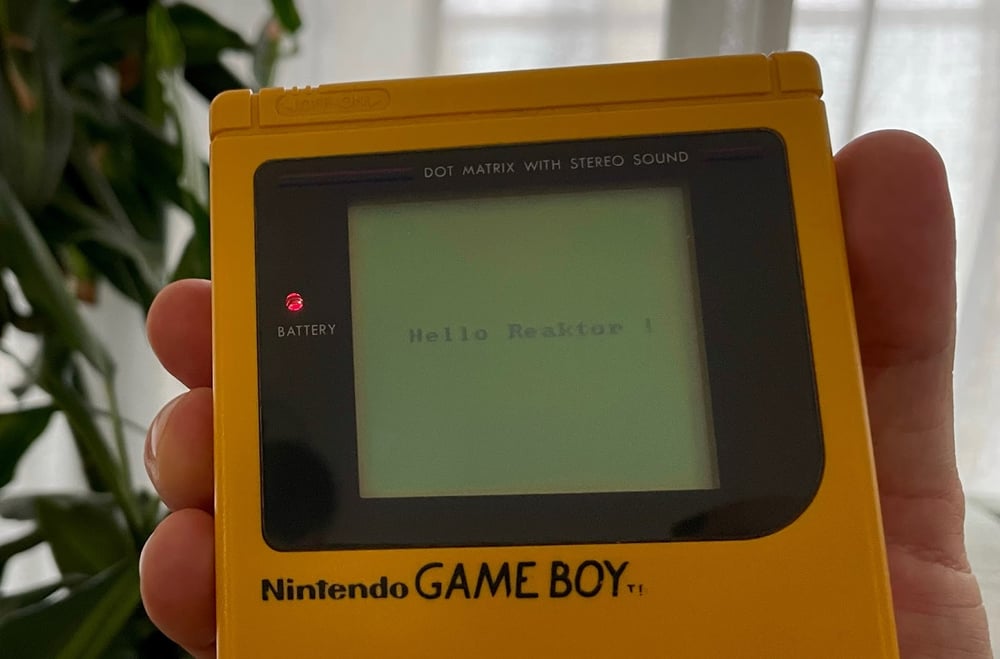 DOT MATRIX WITH STEREO SOUND
BATTERY
Hello Reaktor !
Nintendo GAME BOY